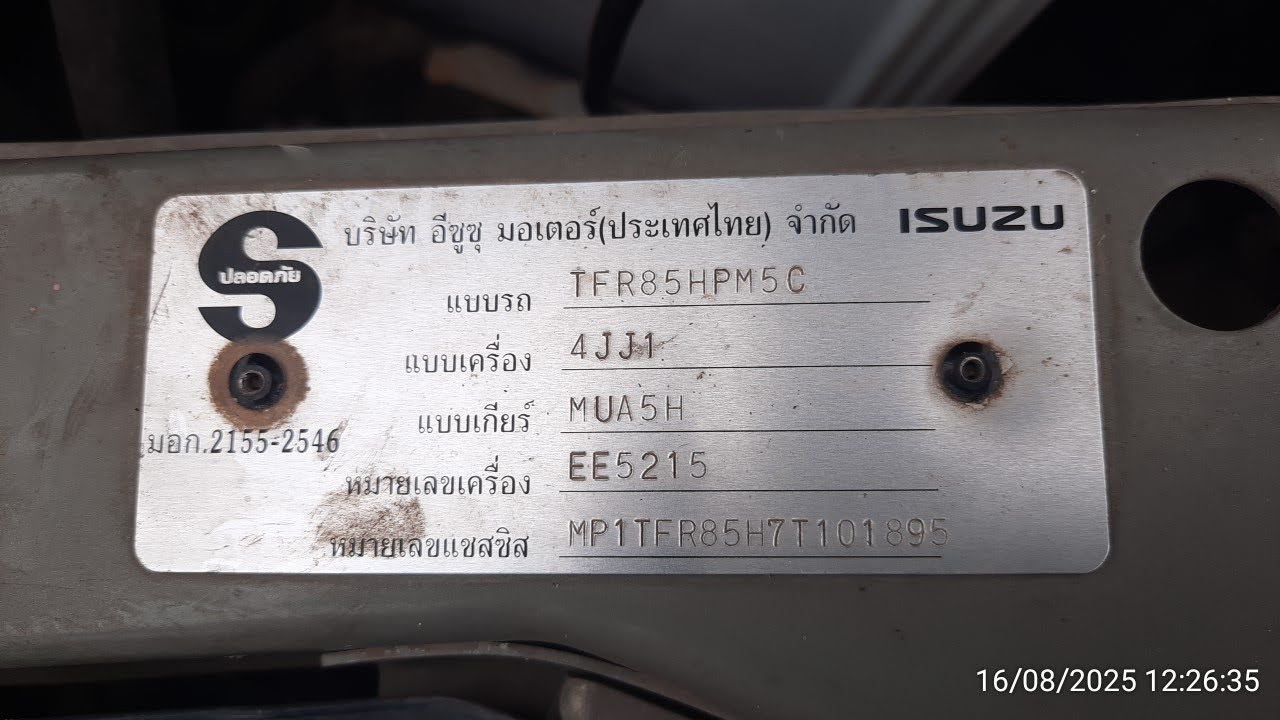 บริษัท อีซูซุ มอเตอร์(ประเทศไทย) จำกัด ISUZU
ปลอดภัย
แบบรถ TFR85HPM5C
แบบเครื่อง 4JJ1
แบบเกียร์ MUA5H
มอก.2155-2546
หมายเลขเครื่อง EE5215
หมายเลขแชสซิส MP1TFR85H7T101895
16/08/2025 12:26:35